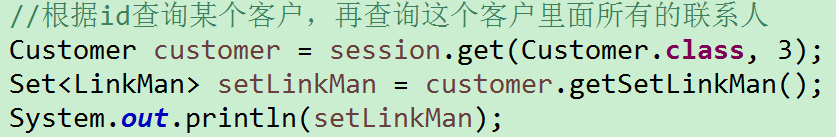 //根据id查询某个客户，再查询这个客户里面所有的联系人
Customer customer = session.get(Customer.class, 3);
Set<LinkMan> setLinkMan = customer.getSetLinkMan();
System.out.println(setLinkMan);